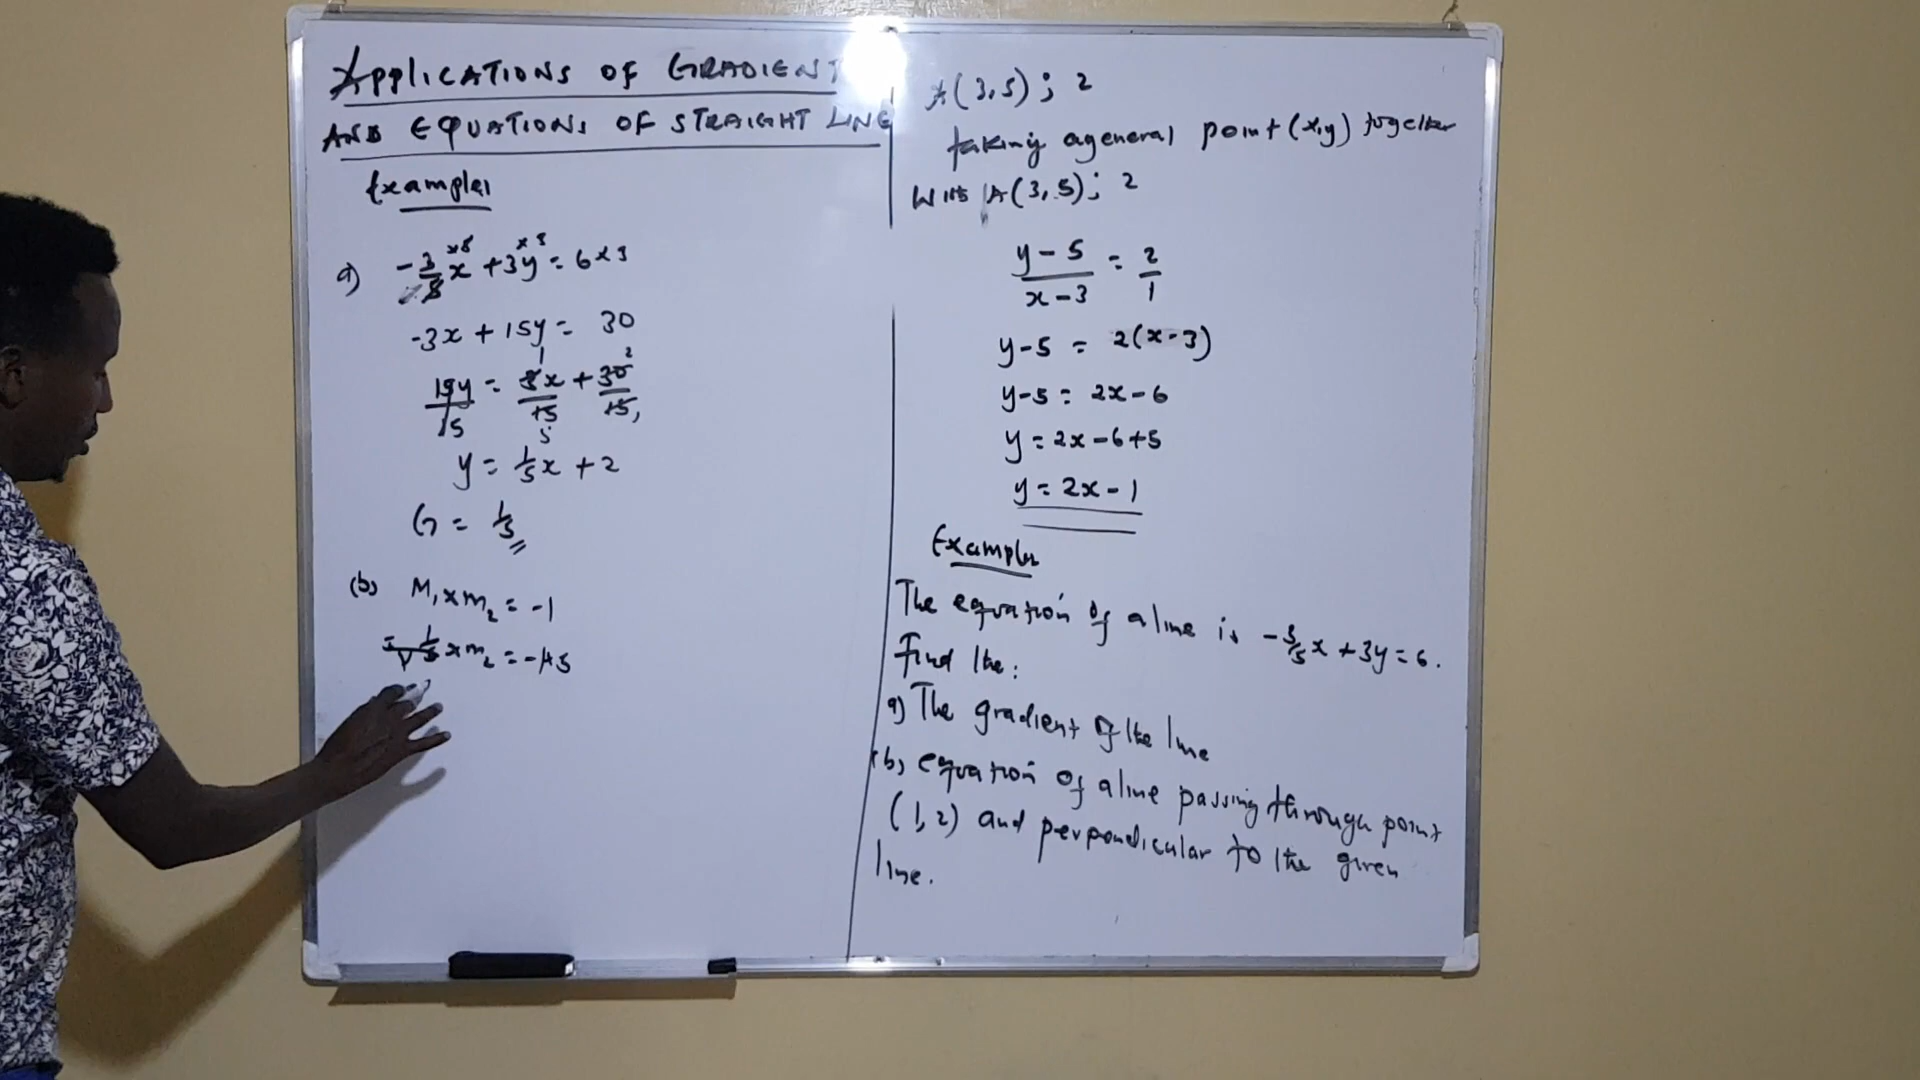 APPLICATIONS OF GRADIENT
AND EQUATIONS OF STRAIGHT LINE
Examples
a) -3/5 x + 3y = 6×5
-3x + 15y = 30
15y/15 = 3x/15 + 30/15
y = 1/5 x + 2
G = 1/5
(b) M₁ x m₂ = -1
1/5 x m₂ = -1×5
A(3,5); 2
taking a general point (x,y) together
with A(3,5); 2
y-5/x-3 = 2/1
y-5 = 2(x-3)
y-5 = 2x-6
y = 2x-6+5
y = 2x-1
Examples
The equation of a line is -3/5 x + 3y = 6.
Find the:
a) The gradient of the line
(b) equation of a line passing through point
(1,2) and perpendicular to the given
line.